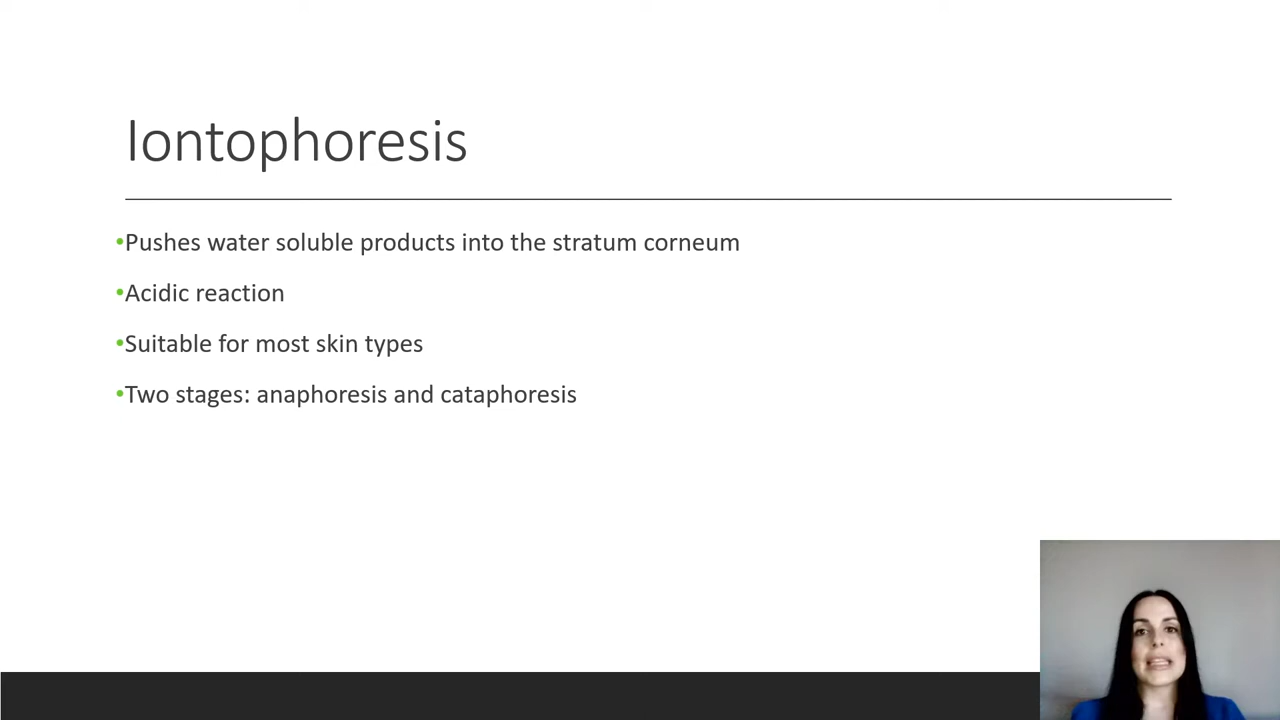 Iontophoresis
•Pushes water soluble products into the stratum corneum
•Acidic reaction
•Suitable for most skin types
•Two stages: anaphoresis and cataphoresis